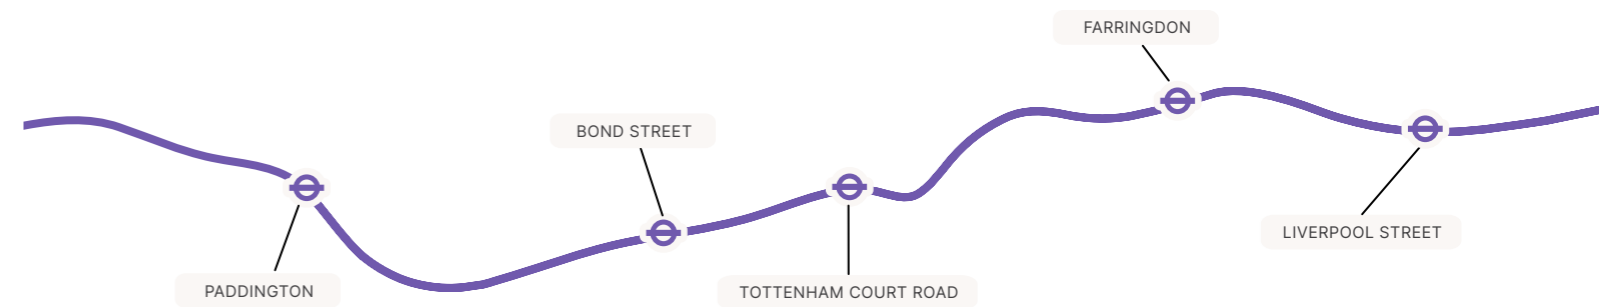 PADDINGTON
BOND STREET
TOTTENHAM COURT ROAD
FARRINGDON
LIVERPOOL STREET